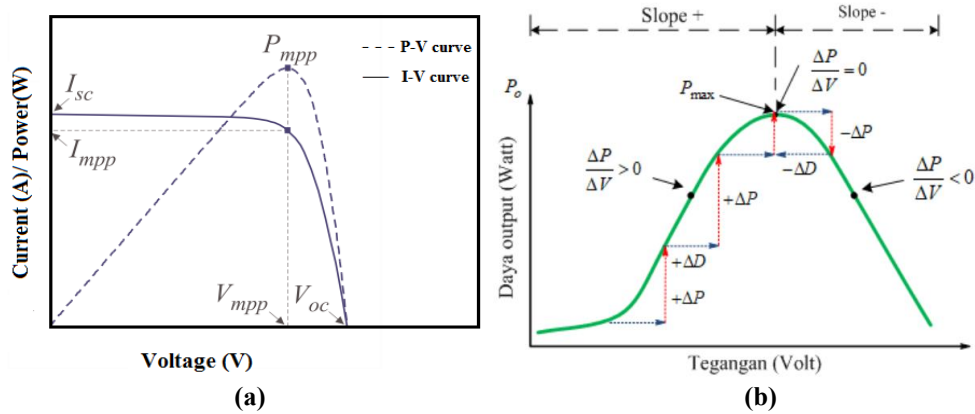 Current (A)/ Power(W)
P_mpp
P-V curve
I-V curve
I_sc
I_mpp
V_mpp
V_oc
Voltage (V)
(a)
Slope +
Slope -
P_o
P_max
ΔP/ΔV=0
−ΔP
−ΔD
ΔP/ΔV>0
ΔP/ΔV<0
+ΔP
+ΔD
+ΔP
Daya output (Watt)
Tegangan (Volt)
(b)